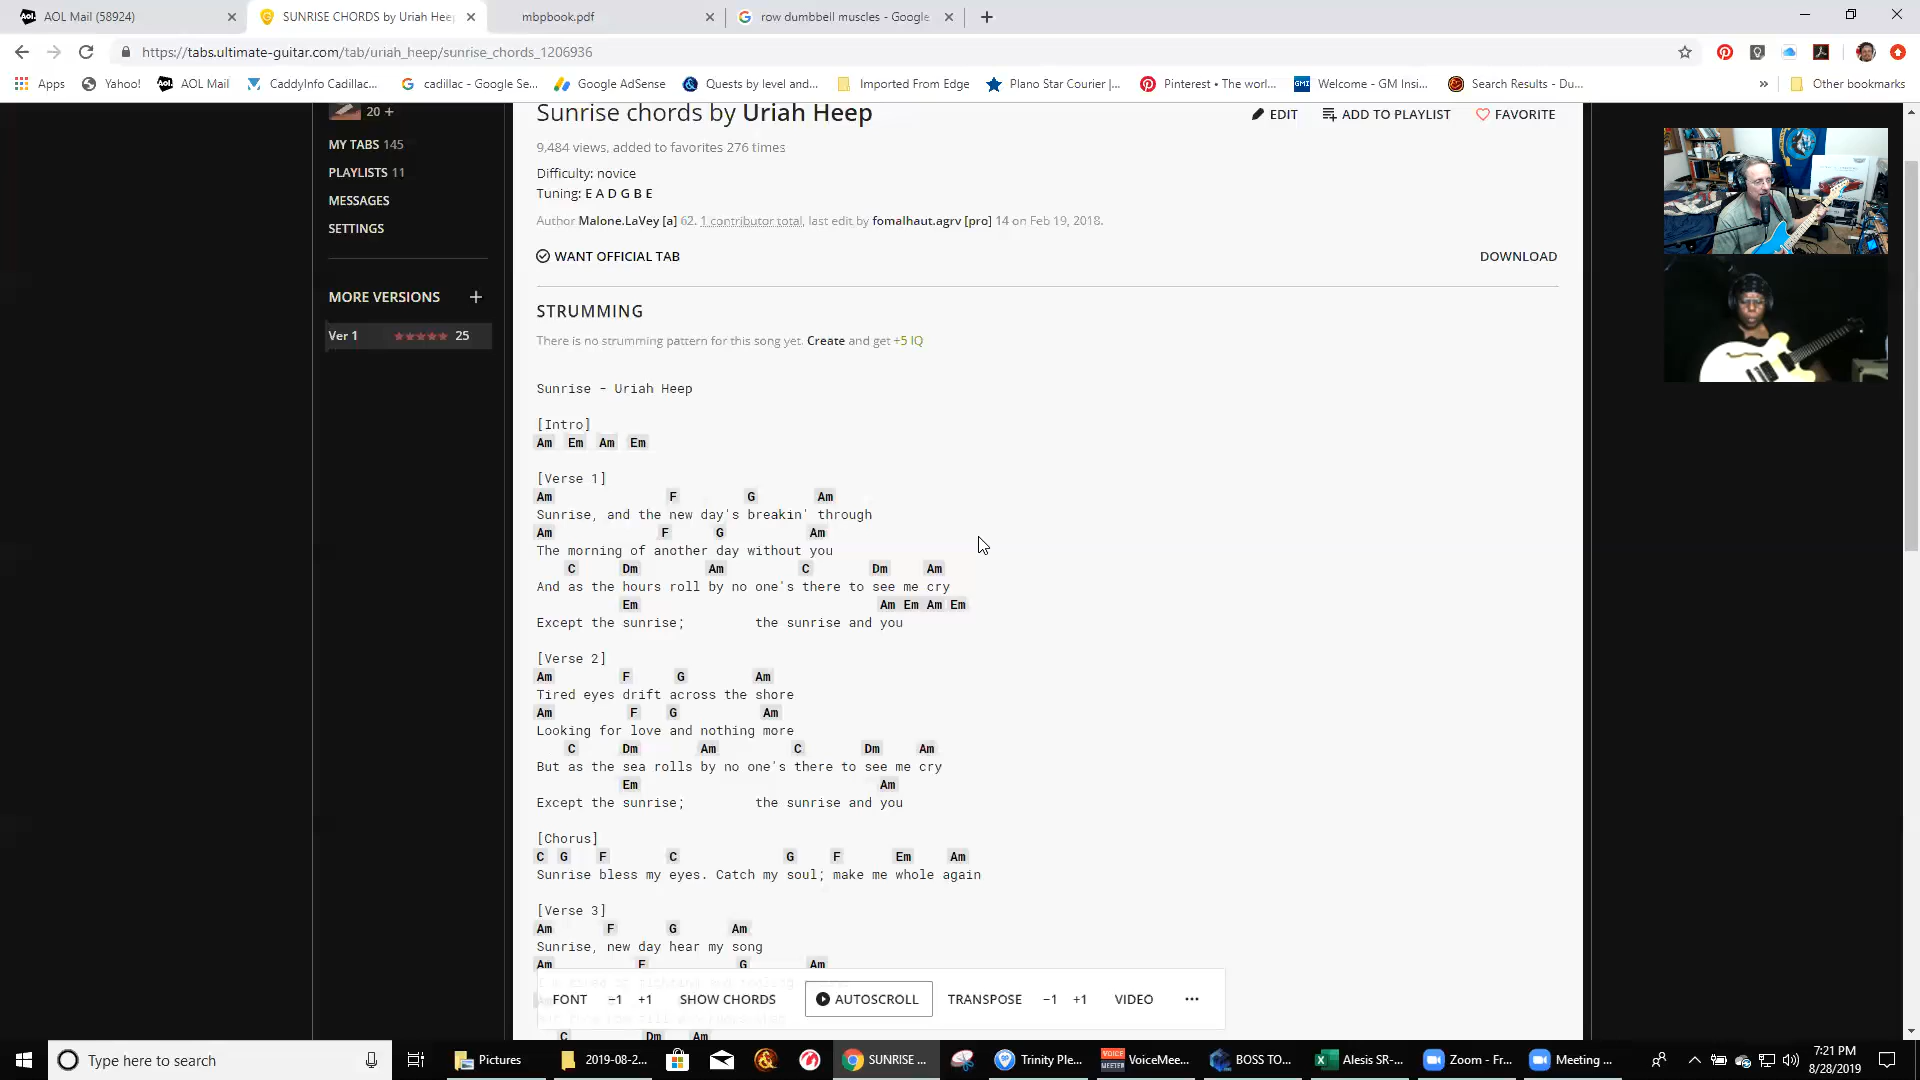 AOL Mail (58924)
SUNRISE CHORDS by Uriah Heep
mbpbook.pdf
row dumbbell muscles - Google
https://tabs.ultimate-guitar.com/tab/uriah_heep/sunrise_chords_1206936
Apps
Yahoo!
AOL Mail
CaddyInfo Cadillac...
cadillac - Google Se...
Google AdSense
Quests by level and...
Imported From Edge
Plano Star Courier |...
Pinterest • The worl...
Welcome - GM Insi...
Search Results - Du...
»
Other bookmarks
20 +
MY TABS 145
PLAYLISTS 11
MESSAGES
SETTINGS
MORE VERSIONS +
Ver 1 ★★★★★ 25
Sunrise chords by Uriah Heep
EDIT
ADD TO PLAYLIST
FAVORITE
9,484 views, added to favorites 276 times
Difficulty: novice
Tuning: E A D G B E
Author Malone.LaVey [a] 62. 1 contributor total, last edit by fomalhaut.agrv [pro] 14 on Feb 19, 2018.
WANT OFFICIAL TAB
DOWNLOAD
STRUMMING
There is no strumming pattern for this song yet. Create and get +5 IQ
Sunrise - Uriah Heep
[Intro]
Am Em Am Em
[Verse 1]
Am F G Am
Sunrise, and the new day's breakin' through
Am F G Am
The morning of another day without you
C Dm Am C Dm Am
And as the hours roll by no one's there to see me cry
Em Am Em Am Em
Except the sunrise; the sunrise and you
[Verse 2]
Am F G Am
Tired eyes drift across the shore
Am F G Am
Looking for love and nothing more
C Dm Am C Dm Am
But as the sea rolls by no one's there to see me cry
Em Am
Except the sunrise; the sunrise and you
[Chorus]
C G F C G F Em Am
Sunrise bless my eyes. Catch my soul; make me whole again
[Verse 3]
Am F G Am
Sunrise, new day hear my song
Am F G Am
FONT −1 +1 SHOW CHORDS AUTOSCROLL TRANSPOSE −1 +1 VIDEO ...
C Dm Am
Type here to search
Pictures
2019-08-2...
SUNRISE ...
Trinity Ple...
VoiceMee...
BOSS TO...
Alesis SR-...
Zoom - Fr...
Meeting ...
7:21 PM
8/28/2019